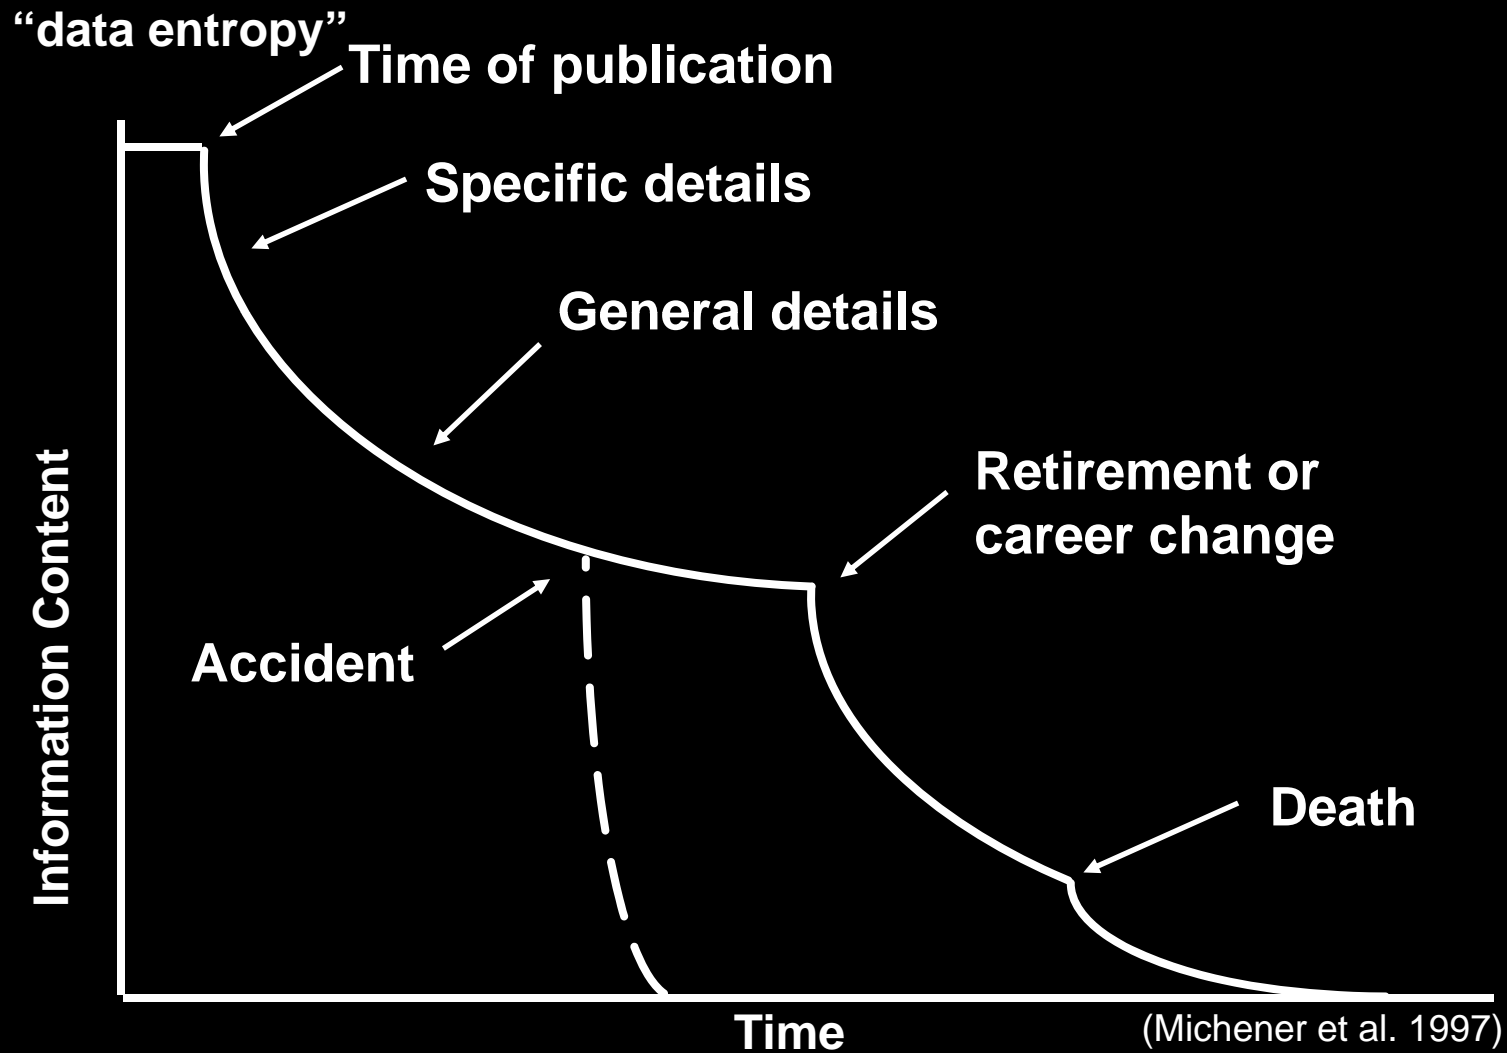 “data entropy”
Time of publication
Specific details
General details
Retirement or
career change
Accident
Death
Information Content
Time
(Michener et al. 1997)